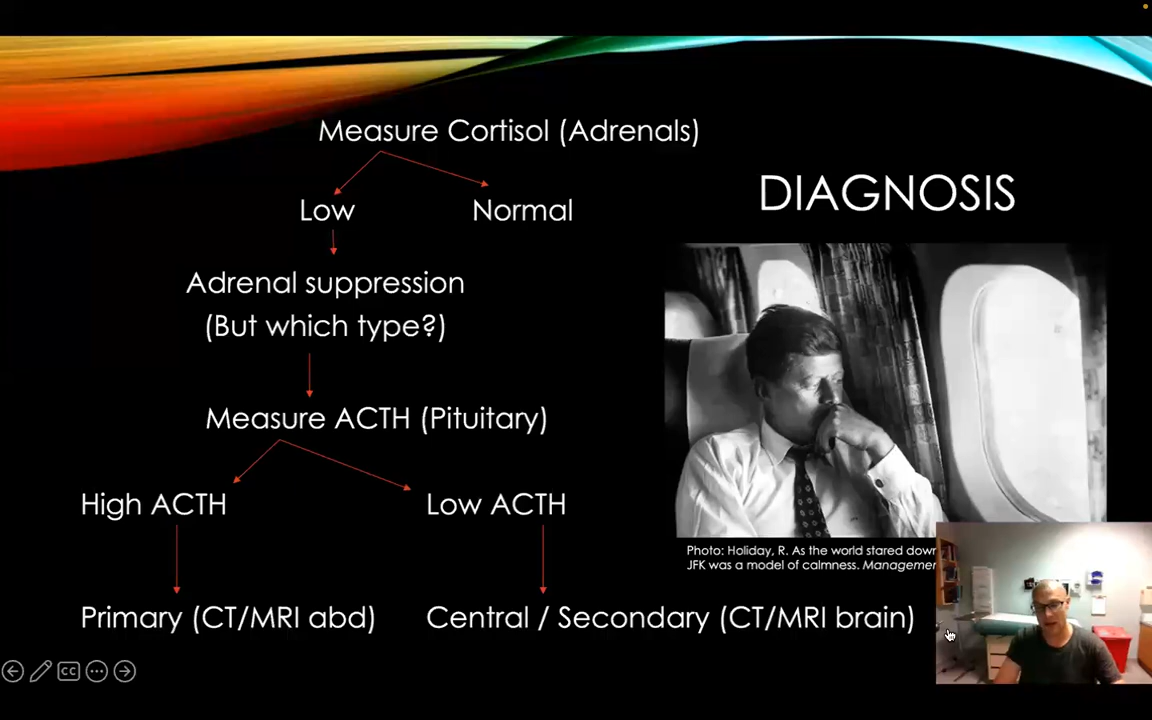 Measure Cortisol (Adrenals)
Low
Normal
Adrenal suppression
(But which type?)
Measure ACTH (Pituitary)
High ACTH
Low ACTH
Primary (CT/MRI abd)
Central / Secondary (CT/MRI brain)
DIAGNOSIS
Photo: Holiday, R. As the world stared down
JFK was a model of calmness.
CC